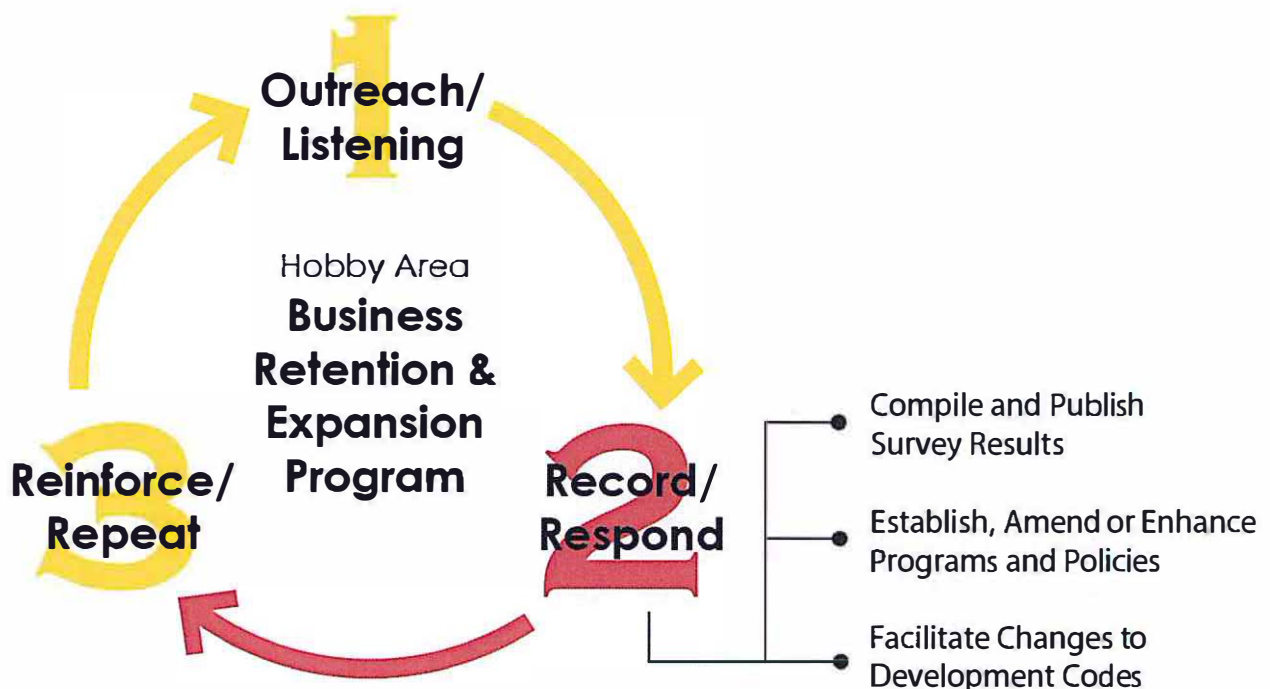 1
Outreach/
Listening
Hobby Area
Business
Retention &
Expansion
Program
2
Record/
Respond
Compile and Publish
Survey Results
Establish, Amend or Enhance
Programs and Policies
Facilitate Changes to
Development Codes
3
Reinforce/
Repeat